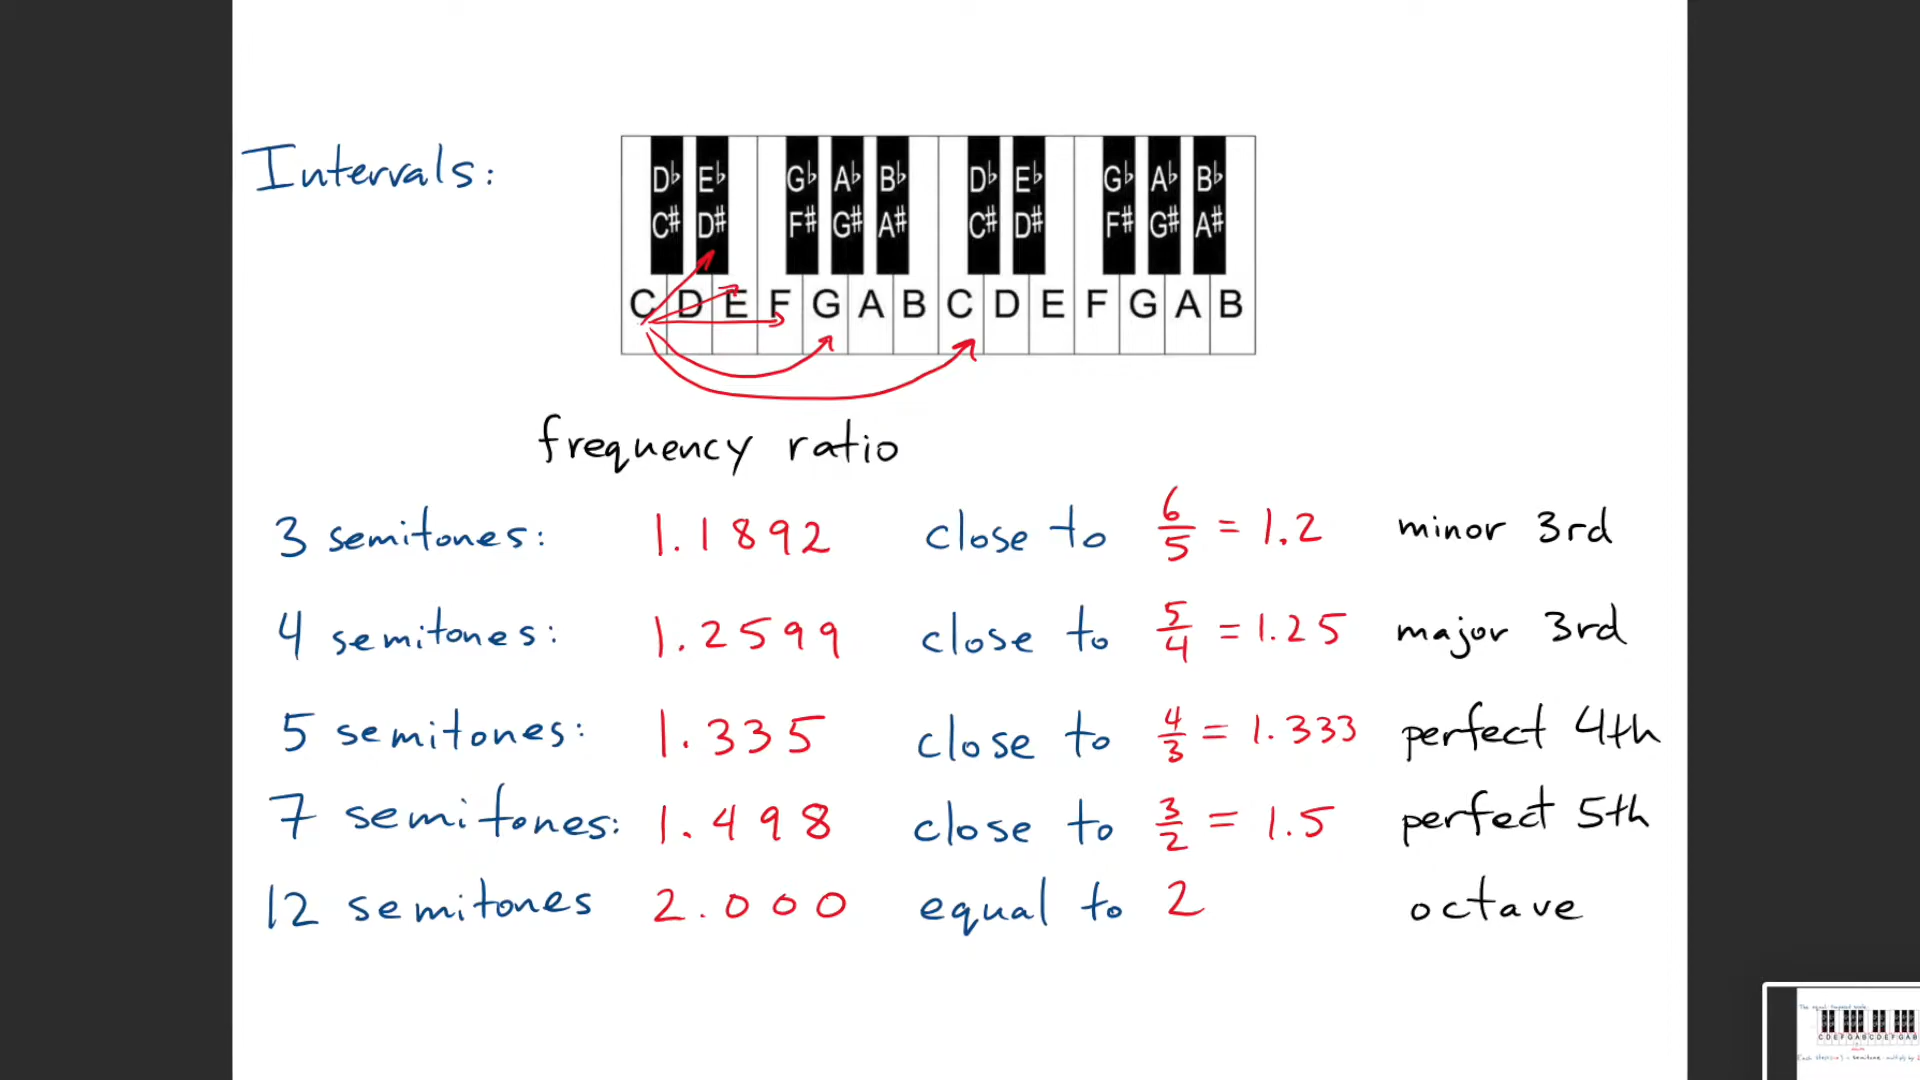 Intervals:
D♭ E♭ G♭ A♭ B♭ D♭ E♭ G♭ A♭ B♭
C# D# F# G# A# C# D# F# G# A#
C D E F G A B C D E F G A B
frequency ratio
3 semitones: 1.1892 close to 6/5 = 1.2 minor 3rd
4 semitones: 1.2599 close to 5/4 = 1.25 major 3rd
5 semitones: 1.335 close to 4/3 = 1.333 perfect 4th
7 semitones: 1.498 close to 3/2 = 1.5 perfect 5th
12 semitones 2.000 equal to 2 octave